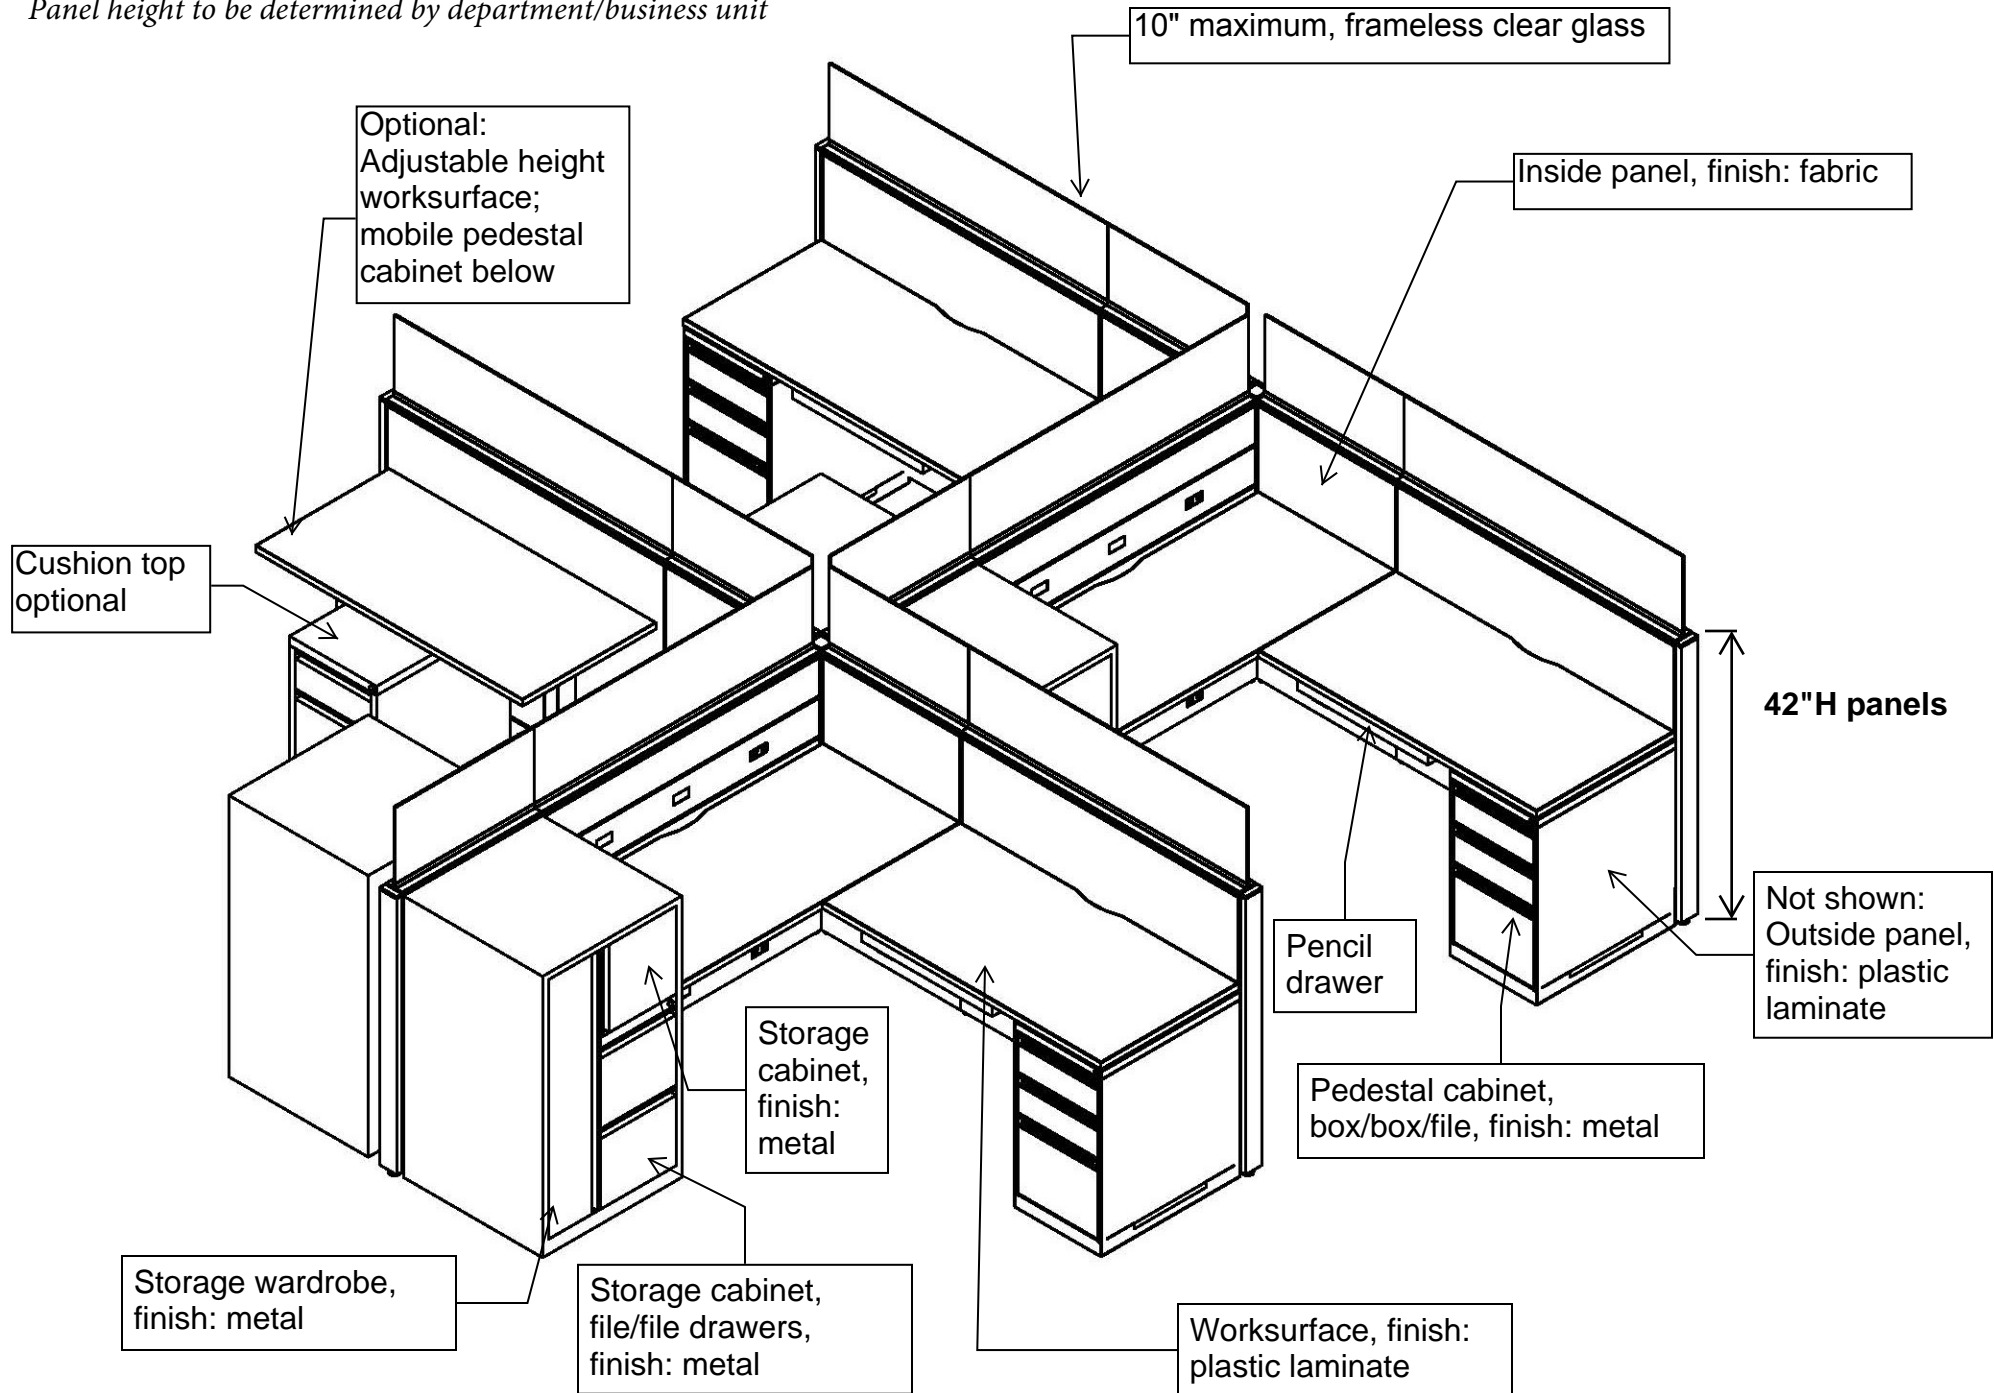 Panel height to be determined by department/business unit
10" maximum, frameless clear glass
Optional:
Adjustable height
worksurface;
mobile pedestal
cabinet below
Inside panel, finish: fabric
Cushion top
optional
42"H panels
Not shown:
Outside panel,
finish: plastic
laminate
Pencil
drawer
Storage
cabinet,
finish:
metal
Pedestal cabinet,
box/box/file, finish: metal
Storage wardrobe,
finish: metal
Storage cabinet,
file/file drawers,
finish: metal
Worksurface, finish:
plastic laminate